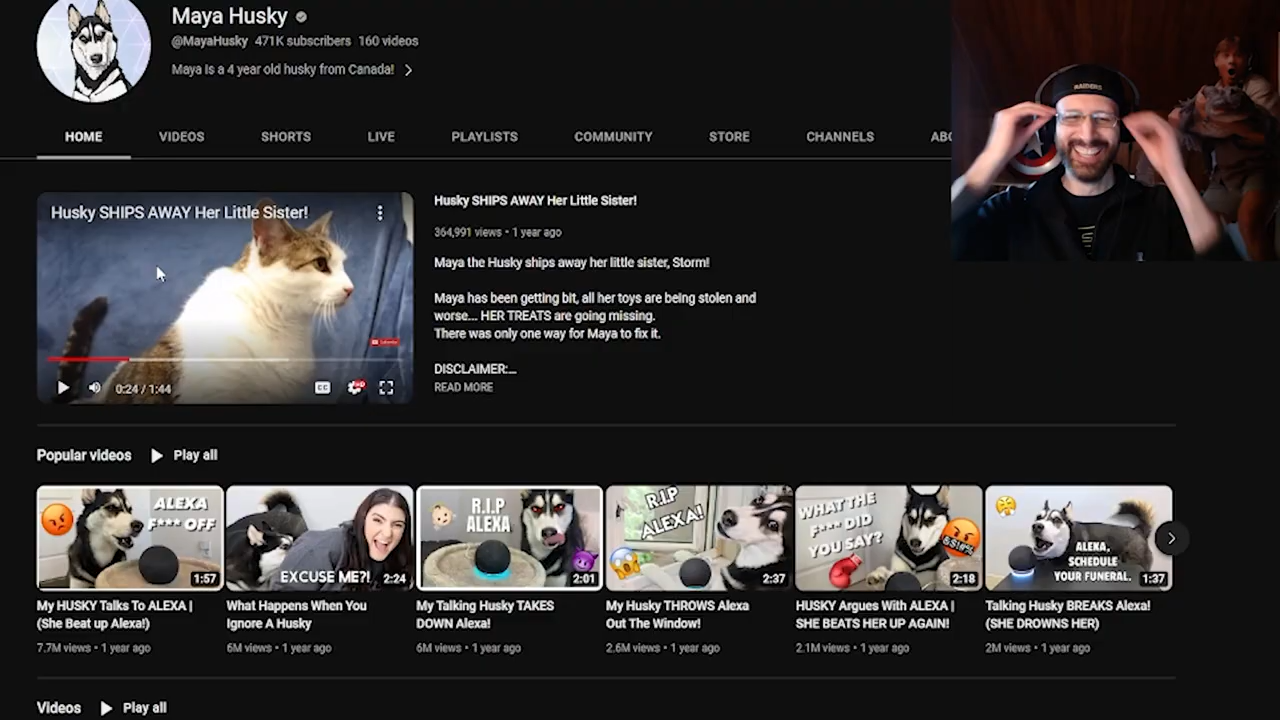 Maya Husky
@MayaHusky 471K subscribers 160 videos
Maya is a 4 year old husky from Canada!
HOME VIDEOS SHORTS LIVE PLAYLISTS COMMUNITY STORE CHANNELS ABO
RAIDERS
Husky SHIPS AWAY Her Little Sister!
0:24 / 1:44
CC
HD
Husky SHIPS AWAY Her Little Sister!
364,991 views • 1 year ago
Maya the Husky ships away her little sister, Storm!
Maya has been getting bit, all her toys are being stolen and
worse... HER TREATS are going missing.
There was only one way for Maya to fix it.
DISCLAIMER:...
READ MORE
Popular videos Play all
ALEXA
F*** OFF
1:57
My HUSKY Talks To ALEXA |
(She Beat up Alexa!)
7.7M views • 1 year ago
EXCUSE ME?!
2:24
What Happens When You
Ignore A Husky
6M views • 1 year ago
R.I.P
ALEXA
2:01
My Talking Husky TAKES
DOWN Alexa!
6M views • 1 year ago
R.I.P
ALEXA!
2:37
My Husky THROWS Alexa
Out The Window!
2.6M views • 1 year ago
WHAT THE
F*** DID
YOU SAY?
2:18
HUSKY Argues With ALEXA |
SHE BEATS HER UP AGAIN!
2.1M views • 1 year ago
ALEXA,
SCHEDULE
YOUR FUNERAL.
1:37
Talking Husky BREAKS Alexa!
(SHE DROWNS HER)
2M views • 1 year ago
Videos Play all